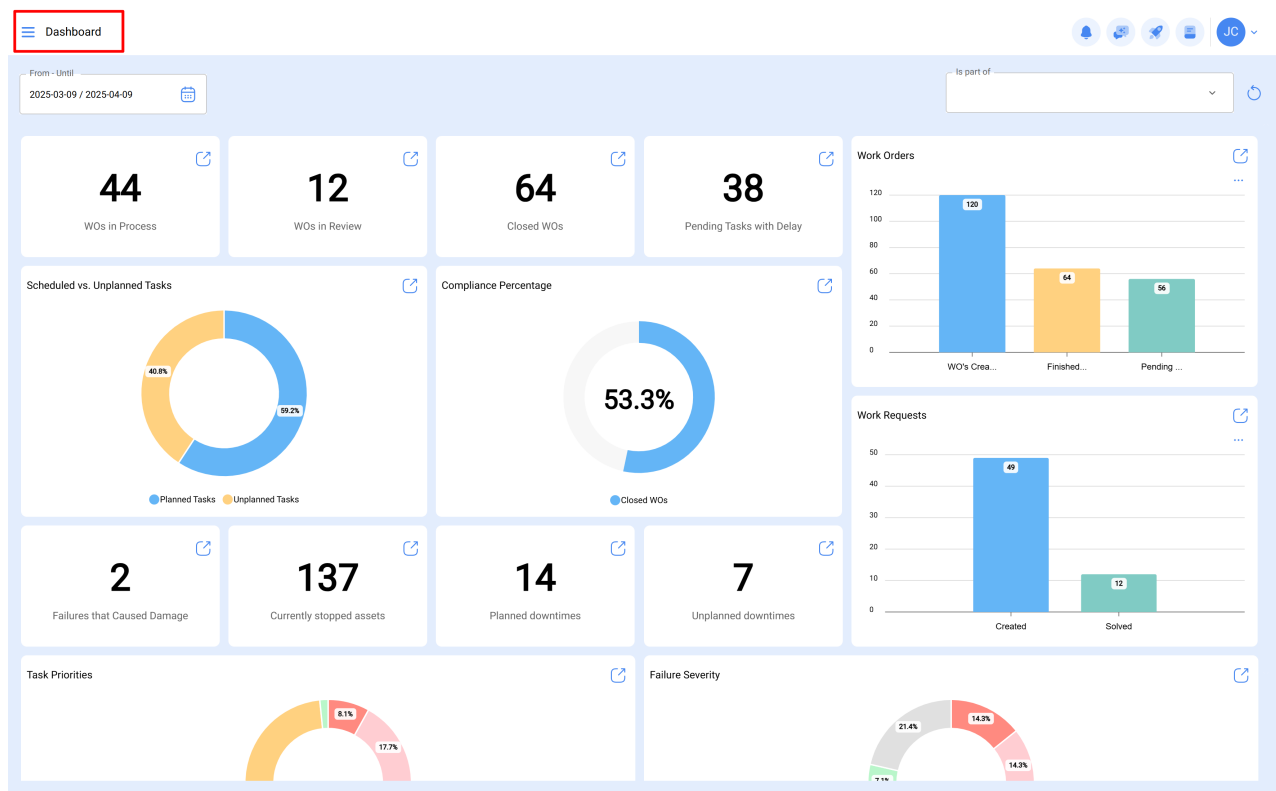 Dashboard
JC
From - Until
2025-03-09 / 2025-04-09
Is part of
44
WOs in Process
12
WOs in Review
64
Closed WOs
38
Pending Tasks with Delay
Work Orders
...
120
100
80
60
40
20
0
120
64
56
WO's Crea...
Finished...
Pending ...
Scheduled vs. Unplanned Tasks
40.8%
59.2%
Planned Tasks
Unplanned Tasks
Compliance Percentage
53.3%
Closed WOs
Work Requests
...
50
40
30
20
10
0
49
12
Created
Solved
2
Failures that Caused Damage
137
Currently stopped assets
14
Planned downtimes
7
Unplanned downtimes
Task Priorities
8.1%
17.7%
Failure Severity
21.4%
14.3%
14.3%
7.1%